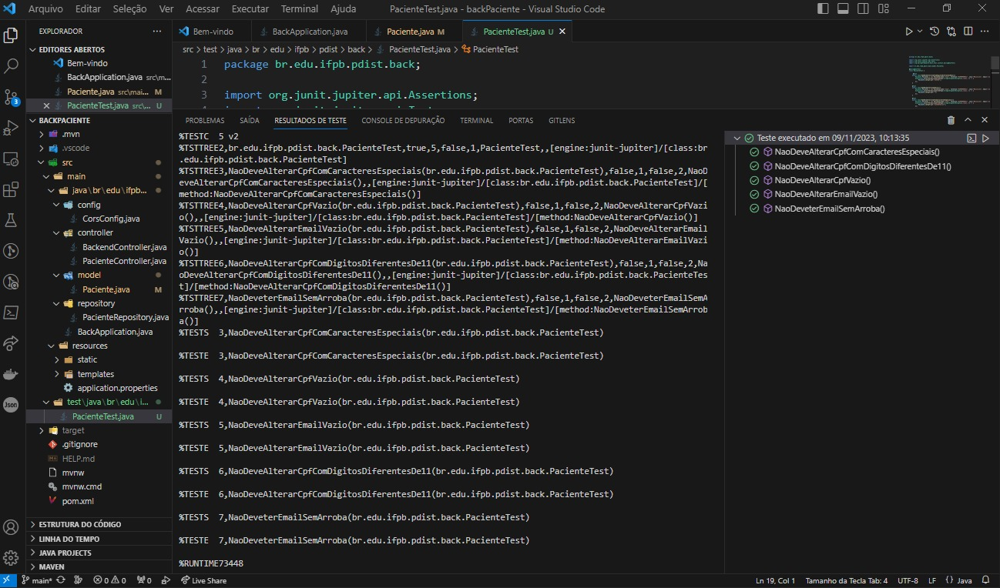 Arquivo Editar Seleção Ver Acessar Executar Terminal Ajuda PacienteTest.java - backPaciente - Visual Studio Code
EXPLORADOR ...
EDITORES ABERTOS
Bem-vindo
BackApplication.java src\m...
Paciente.java src\mai... M
PacienteTest.java src\... U
BACKPACIENTE
.mvn
.vscode
src
main
java\br\edu\ifpb...
config
CorsConfig.java
controller
BackendController.java
PacienteController.java
model
Paciente.java M
repository
PacienteRepository.java
BackApplication.java
resources
static
templates
application.properties
test\java\br\edu\i...
PacienteTest.java U
target
.gitignore
HELP.md
mvnw
mvnw.cmd
pom.xml
ESTRUTURA DO CÓDIGO
LINHA DO TEMPO
JAVA PROJECTS
MAVEN
3
Json
Bem-vindo BackApplication.java Paciente.java M PacienteTest.java U
src > test > java > br > edu > ifpb > pdist > back > PacienteTest.java > PacienteTest
1 package br.edu.ifpb.pdist.back;
2
3 import org.junit.jupiter.api.Assertions;
PROBLEMAS SAÍDA RESULTADOS DE TESTE CONSOLE DE DEPURAÇÃO TERMINAL PORTAS GITLENS
%TESTC 5 v2
%TSTTREE2,br.edu.ifpb.pdist.back.PacienteTest,true,5,false,1,PacienteTest,,[engine:junit-jupiter]/[class:br
.edu.ifpb.pdist.back.PacienteTest]
%TSTTREE3,NaoDeveAlterarCpfComCaracteresEspeciais(br.edu.ifpb.pdist.back.PacienteTest),false,1,false,2,NaoD
eveAlterarCpfComCaracteresEspeciais(),,[engine:junit-jupiter]/[class:br.edu.ifpb.pdist.back.PacienteTest]/[
method:NaoDeveAlterarCpfComCaracteresEspeciais()]
%TSTTREE4,NaoDeveAlterarCpfVazio(br.edu.ifpb.pdist.back.PacienteTest),false,1,false,2,NaoDeveAlterarCpfVazi
o(),,[engine:junit-jupiter]/[class:br.edu.ifpb.pdist.back.PacienteTest]/[method:NaoDeveAlterarCpfVazio()]
%TSTTREE5,NaoDeveAlterarEmailVazio(br.edu.ifpb.pdist.back.PacienteTest),false,1,false,2,NaoDeveAlterarEmail
Vazio(),,[engine:junit-jupiter]/[class:br.edu.ifpb.pdist.back.PacienteTest]/[method:NaoDeveAlterarEmailVazi
o()]
%TSTTREE6,NaoDeveAlterarCpfComDigitosDiferentesDe11(br.edu.ifpb.pdist.back.PacienteTest),false,1,false,2,Na
oDeveAlterarCpfComDigitosDiferentesDe11(),,[engine:junit-jupiter]/[class:br.edu.ifpb.pdist.back.PacienteTes
t]/[method:NaoDeveAlterarCpfComDigitosDiferentesDe11()]
%TSTTREE7,NaoDeveterEmailSemArroba(br.edu.ifpb.pdist.back.PacienteTest),false,1,false,2,NaoDeveterEmailSemA
rroba(),,[engine:junit-jupiter]/[class:br.edu.ifpb.pdist.back.PacienteTest]/[method:NaoDeveterEmailSemArrob
a()]
%TESTS 3,NaoDeveAlterarCpfComCaracteresEspeciais(br.edu.ifpb.pdist.back.PacienteTest)
%TESTE 3,NaoDeveAlterarCpfComCaracteresEspeciais(br.edu.ifpb.pdist.back.PacienteTest)
%TESTS 4,NaoDeveAlterarCpfVazio(br.edu.ifpb.pdist.back.PacienteTest)
%TESTE 4,NaoDeveAlterarCpfVazio(br.edu.ifpb.pdist.back.PacienteTest)
%TESTS 5,NaoDeveAlterarEmailVazio(br.edu.ifpb.pdist.back.PacienteTest)
%TESTE 5,NaoDeveAlterarEmailVazio(br.edu.ifpb.pdist.back.PacienteTest)
%TESTS 6,NaoDeveAlterarCpfComDigitosDiferentesDe11(br.edu.ifpb.pdist.back.PacienteTest)
%TESTE 6,NaoDeveAlterarCpfComDigitosDiferentesDe11(br.edu.ifpb.pdist.back.PacienteTest)
%TESTS 7,NaoDeveterEmailSemArroba(br.edu.ifpb.pdist.back.PacienteTest)
%TESTE 7,NaoDeveterEmailSemArroba(br.edu.ifpb.pdist.back.PacienteTest)
%RUNTIME73448
Teste executado em 09/11/2023, 10:13:35
NaoDeveAlterarCpfComCaracteresEspeciais()
NaoDeveAlterarCpfComDigitosDiferentesDe11()
NaoDeveAlterarCpfVazio()
NaoDeveAlterarEmailVazio()
NaoDeveterEmailSemArroba()
main* 0 0 0 Live Share Ln 19, Col 1 Tamanho da Tecla Tab: 4 UTF-8 LF {} Java